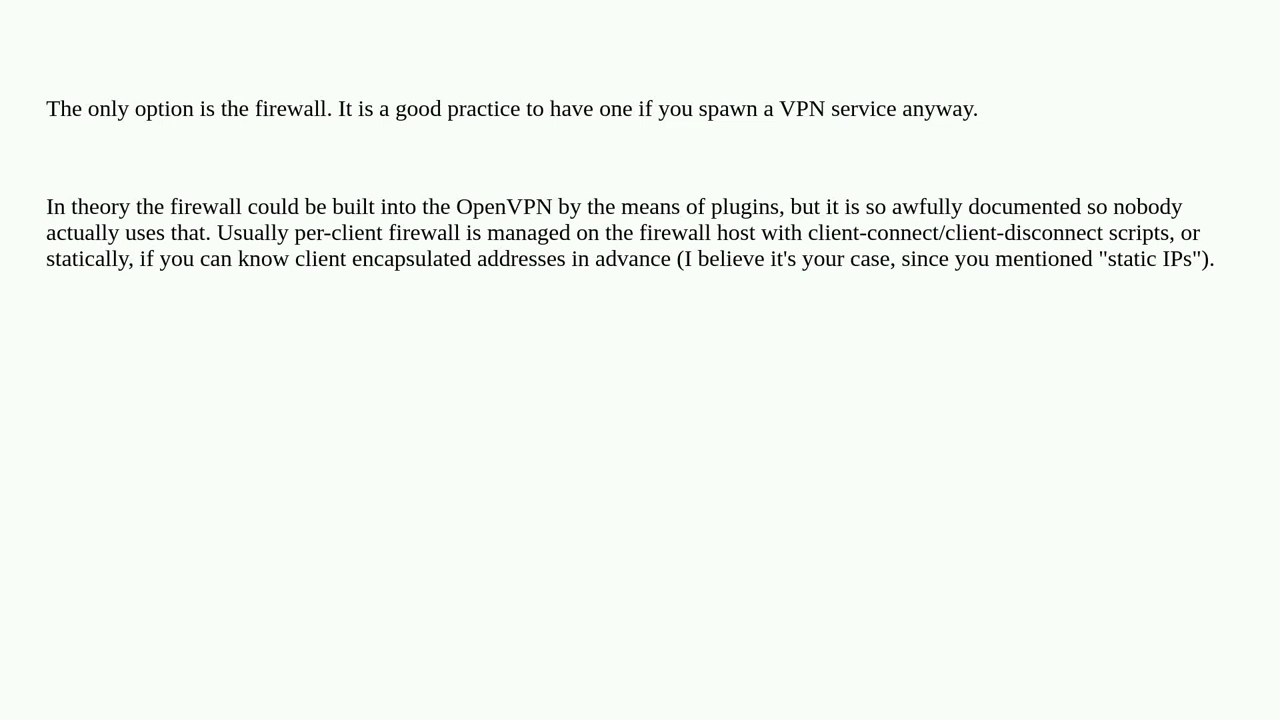 The only option is the firewall. It is a good practice to have one if you spawn a VPN service anyway.
In theory the firewall could be built into the OpenVPN by the means of plugins, but it is so awfully documented so nobody
actually uses that. Usually per-client firewall is managed on the firewall host with client-connect/client-disconnect scripts, or
statically, if you can know client encapsulated addresses in advance (I believe it's your case, since you mentioned "static IPs").